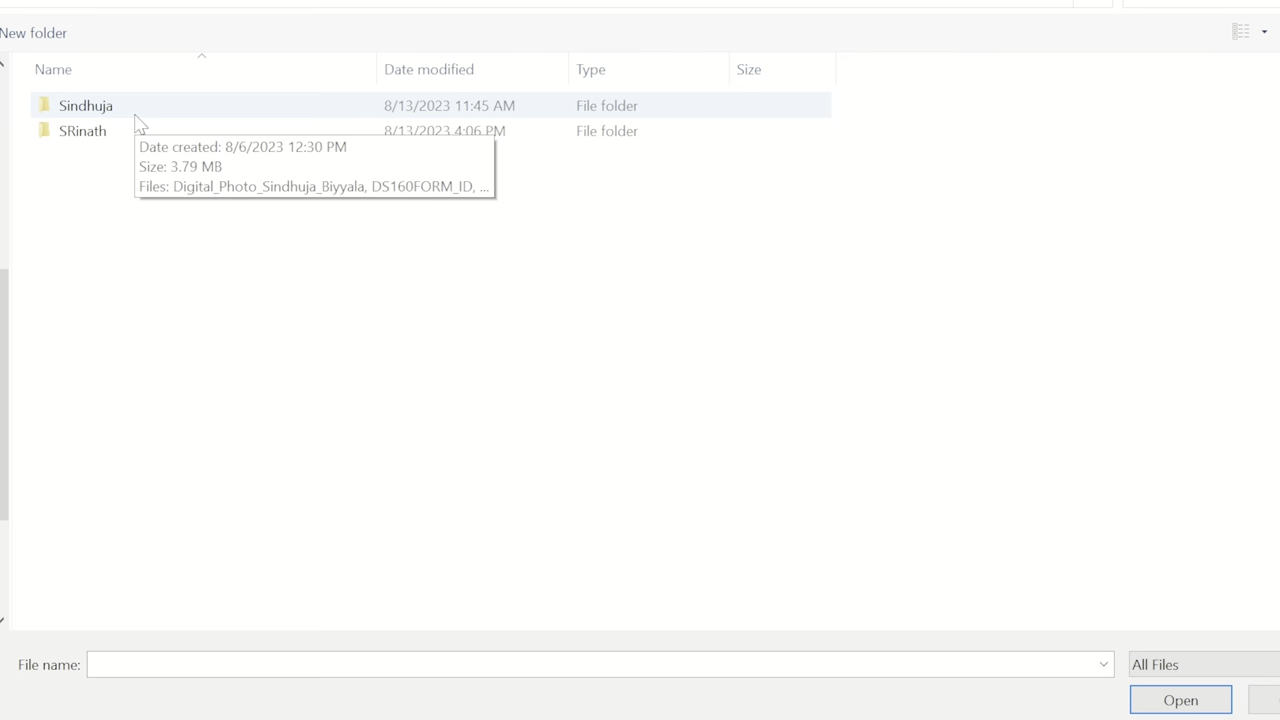 New folder
Name Date modified Type Size
Sindhuja 8/13/2023 11:45 AM File folder
SRinath 8/13/2023 4:06 PM File folder
Date created: 8/6/2023 12:30 PM
Size: 3.79 MB
Files: Digital_Photo_Sindhuja_Biyyala, DS160FORM_ID, ...
File name: All Files
Open